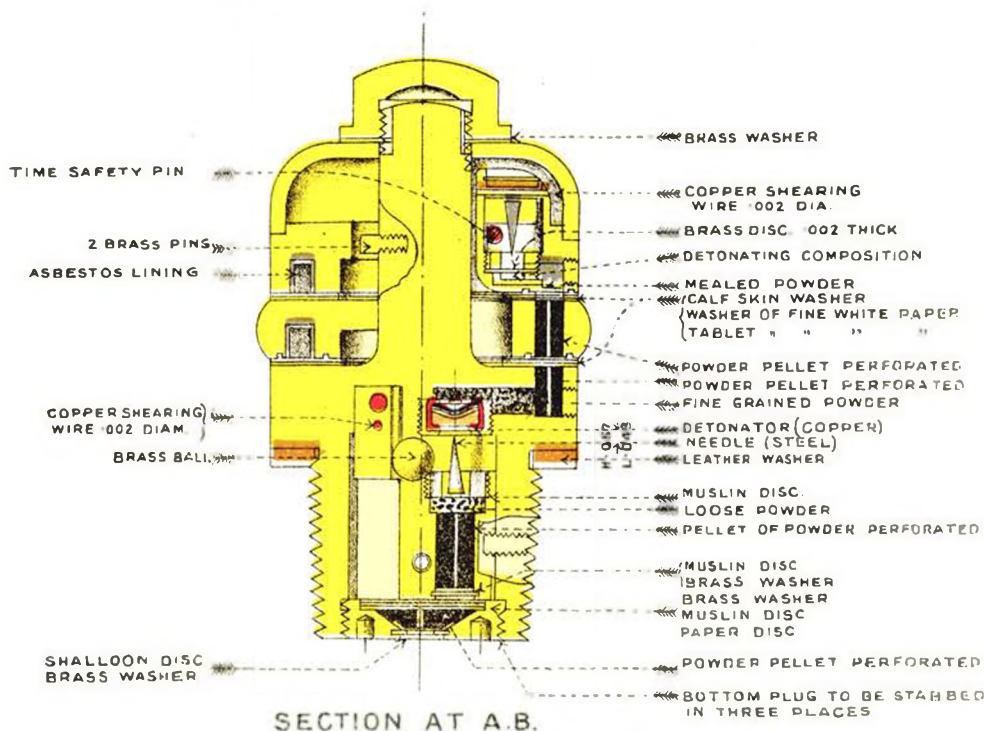 TIME SAFETY PIN
2 BRASS PINS
ASBESTOS LINING
COPPER SHEARING
WIRE ·002 DIAM
BRASS BALL
SHALLOON DISC
BRASS WASHER
BRASS WASHER
COPPER SHEARING
WIRE ·002 DIA.
BRASS DISC ·002 THICK
DETONATING COMPOSITION
MEALED POWDER
CALF SKIN WASHER
WASHER OF FINE WHITE PAPER
TABLET " " " "
POWDER PELLET PERFORATED
POWDER PELLET PERFORATED
FINE GRAINED POWDER
DETONATOR (COPPER)
NEEDLE (STEEL)
LEATHER WASHER
H·057
L·048
MUSLIN DISC.
LOOSE POWDER
PELLET OF POWDER PERFORATED
MUSLIN DISC
BRASS WASHER
BRASS WASHER
MUSLIN DISC
PAPER DISC
POWDER PELLET PERFORATED
BOTTOM PLUG TO BE STABBED
IN THREE PLACES
SECTION AT A.B.